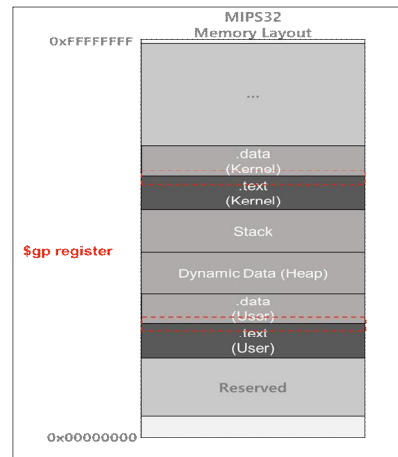 MIPS32
Memory Layout
0xFFFFFFFF
...
.data
(Kernel)
.text
(Kernel)
Stack
$gp register
Dynamic Data (Heap)
.data
(User)
.text
(User)
Reserved
0x00000000